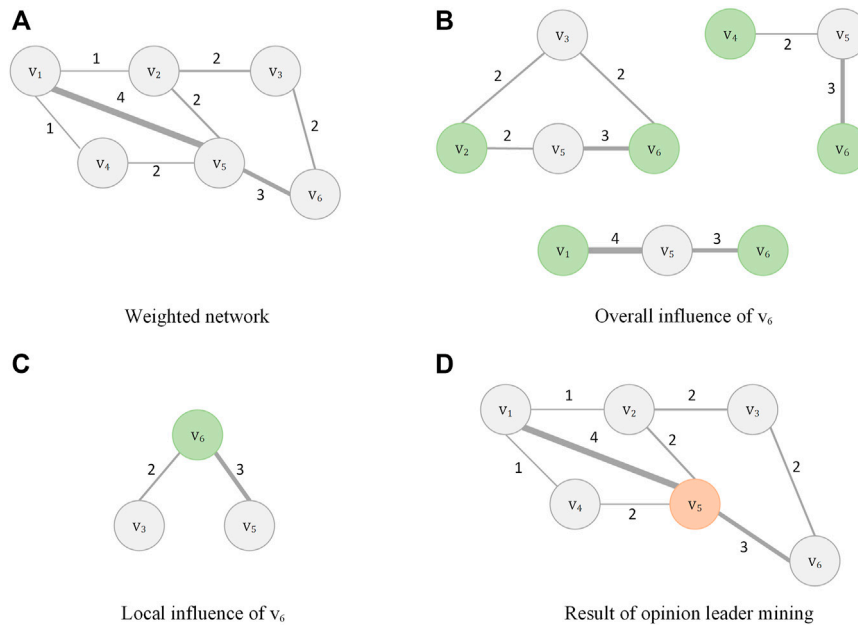 A
V₁
1
V₂
2
V₃
4
2
1
2
V₄
2
V₅
3
V₆
Weighted network
B
V₃
2
2
V₂
2
V₅
3
V₆
V₄
2
V₅
3
V₆
V₁
4
V₅
3
V₆
Overall influence of v₆
C
V₆
2
3
V₃
V₅
Local influence of v₆
D
V₁
1
V₂
2
V₃
4
2
1
2
V₄
2
V₅
3
V₆
Result of opinion leader mining